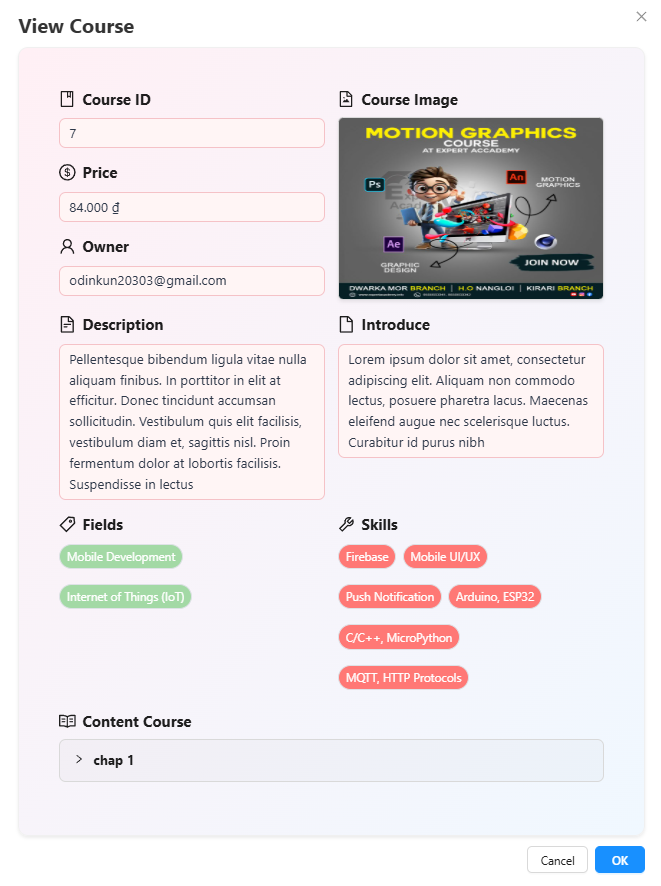 View Course
Course ID
7
Price
84.000 ₫
Owner
odinkun20303@gmail.com
Course Image
MOTION GRAPHICS
COURSE
AT EXPERT ACCADEMY
Ps
An
MOTION
GRAPHICS
Ae
GRAPHIC
DESIGN
JOIN NOW
DWARKA MOR BRANCH | H.O NANGLOI | KIRARI BRANCH
Description
Pellentesque bibendum ligula vitae nulla
aliquam finibus. In porttitor in elit at
efficitur. Donec tincidunt accumsan
sollicitudin. Vestibulum quis elit facilisis,
vestibulum diam et, sagittis nisl. Proin
fermentum dolor at lobortis facilisis.
Suspendisse in lectus
Introduce
Lorem ipsum dolor sit amet, consectetur
adipiscing elit. Aliquam non commodo
lectus, posuere pharetra lacus. Maecenas
eleifend augue nec scelerisque luctus.
Curabitur id purus nibh
Fields
Mobile Development
Internet of Things (IoT)
Skills
Firebase Mobile UI/UX
Push Notification Arduino, ESP32
C/C++, MicroPython
MQTT, HTTP Protocols
Content Course
chap 1
Cancel OK